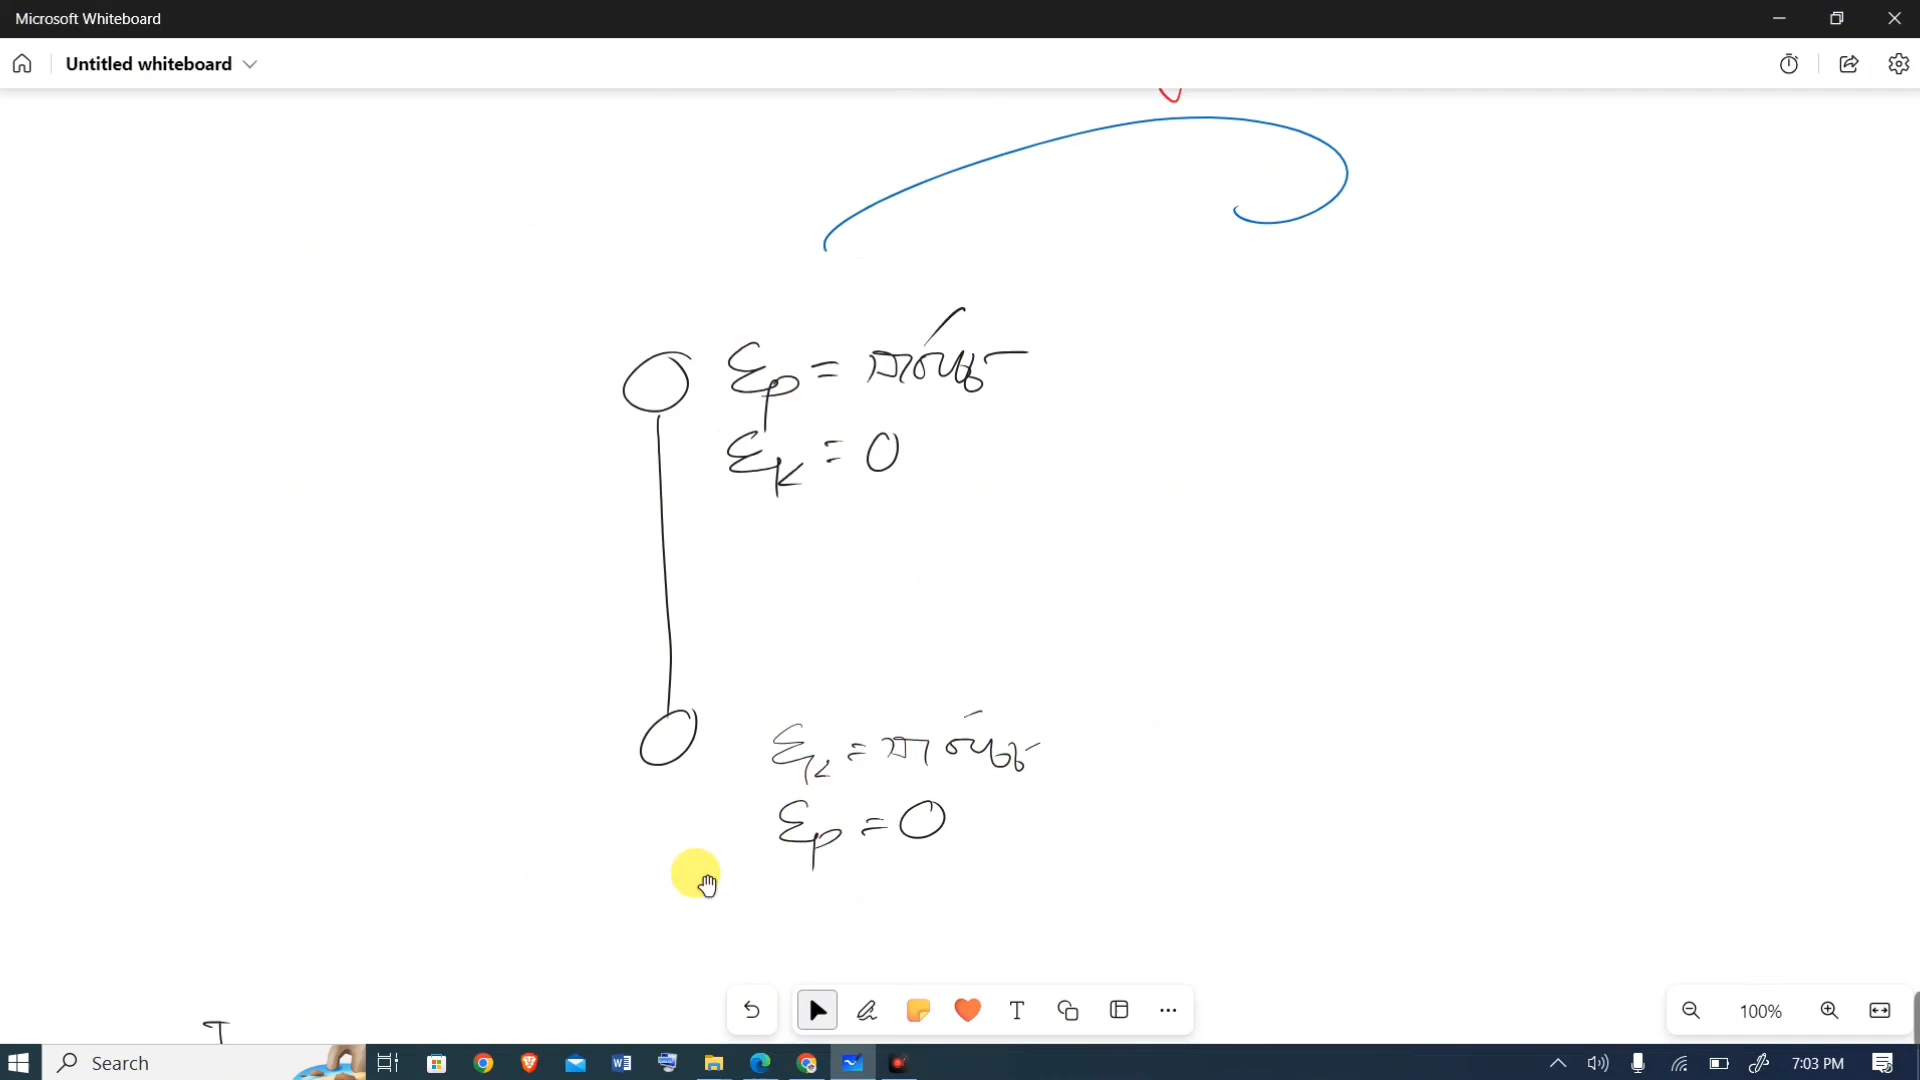 Microsoft Whiteboard
Untitled whiteboard
Ep =
Ek = 0
Ek =
Ep = 0
100%
Search
7:03 PM